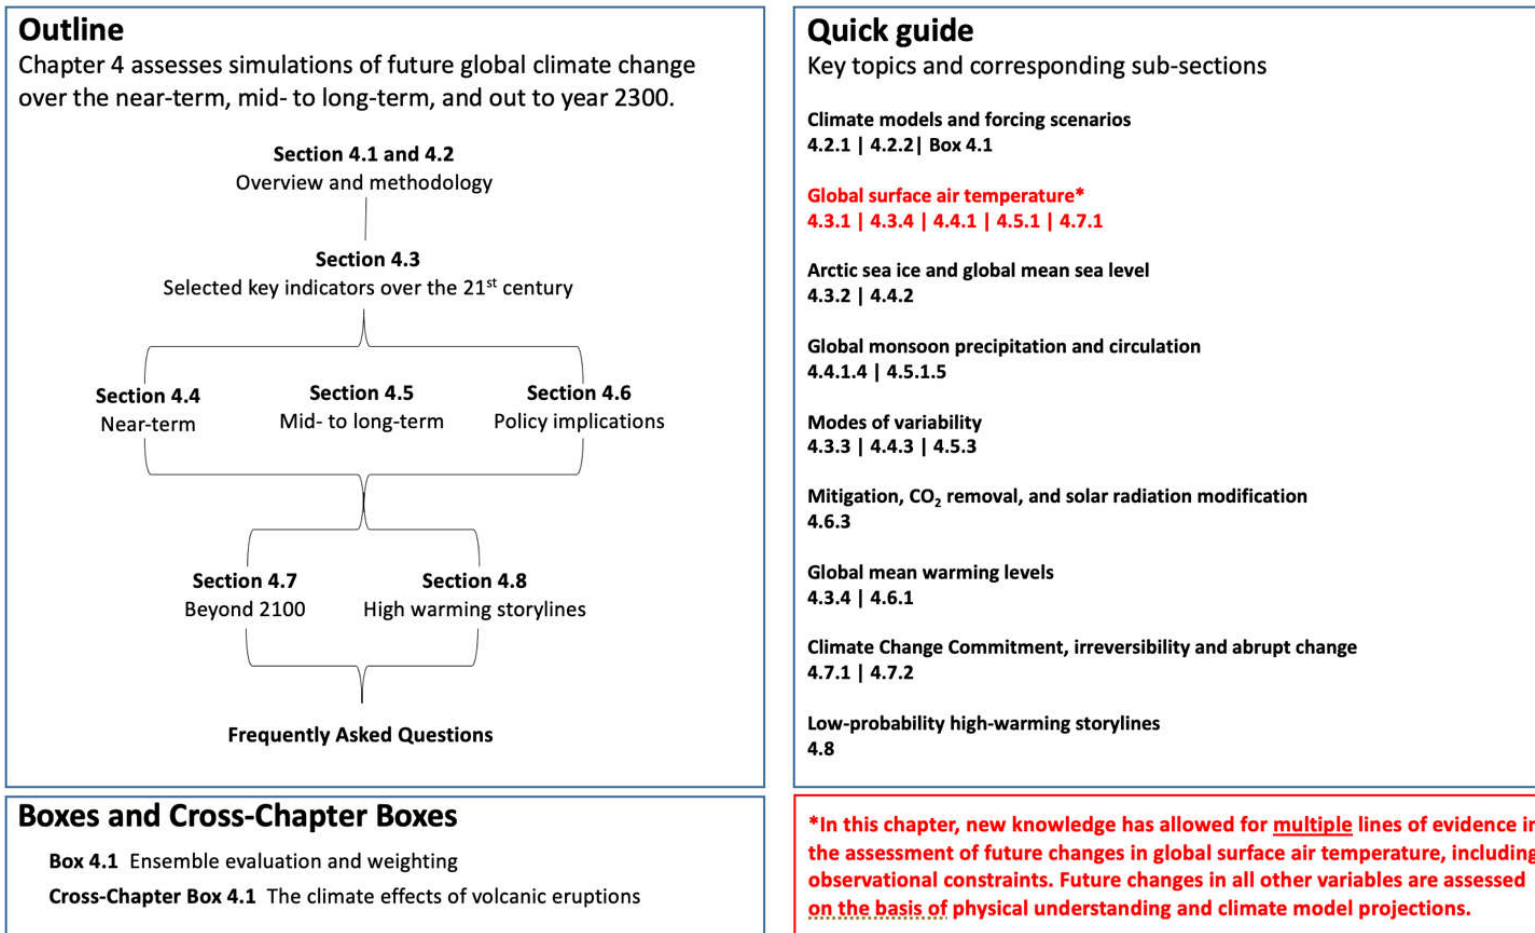 Outline
Chapter 4 assesses simulations of future global climate change
over the near-term, mid- to long-term, and out to year 2300.
Section 4.1 and 4.2
Overview and methodology
Section 4.3
Selected key indicators over the 21st century
Section 4.4
Near-term
Section 4.5
Mid- to long-term
Section 4.6
Policy implications
Section 4.7
Beyond 2100
Section 4.8
High warming storylines
Frequently Asked Questions
Boxes and Cross-Chapter Boxes
Box 4.1 Ensemble evaluation and weighting
Cross-Chapter Box 4.1 The climate effects of volcanic eruptions
Quick guide
Key topics and corresponding sub-sections
Climate models and forcing scenarios
4.2.1 | 4.2.2| Box 4.1
Global surface air temperature*
4.3.1 | 4.3.4 | 4.4.1 | 4.5.1 | 4.7.1
Arctic sea ice and global mean sea level
4.3.2 | 4.4.2
Global monsoon precipitation and circulation
4.4.1.4 | 4.5.1.5
Modes of variability
4.3.3 | 4.4.3 | 4.5.3
Mitigation, CO₂ removal, and solar radiation modification
4.6.3
Global mean warming levels
4.3.4 | 4.6.1
Climate Change Commitment, irreversibility and abrupt change
4.7.1 | 4.7.2
Low-probability high-warming storylines
4.8
*In this chapter, new knowledge has allowed for multiple lines of evidence in
the assessment of future changes in global surface air temperature, including
observational constraints. Future changes in all other variables are assessed
on the basis of physical understanding and climate model projections.